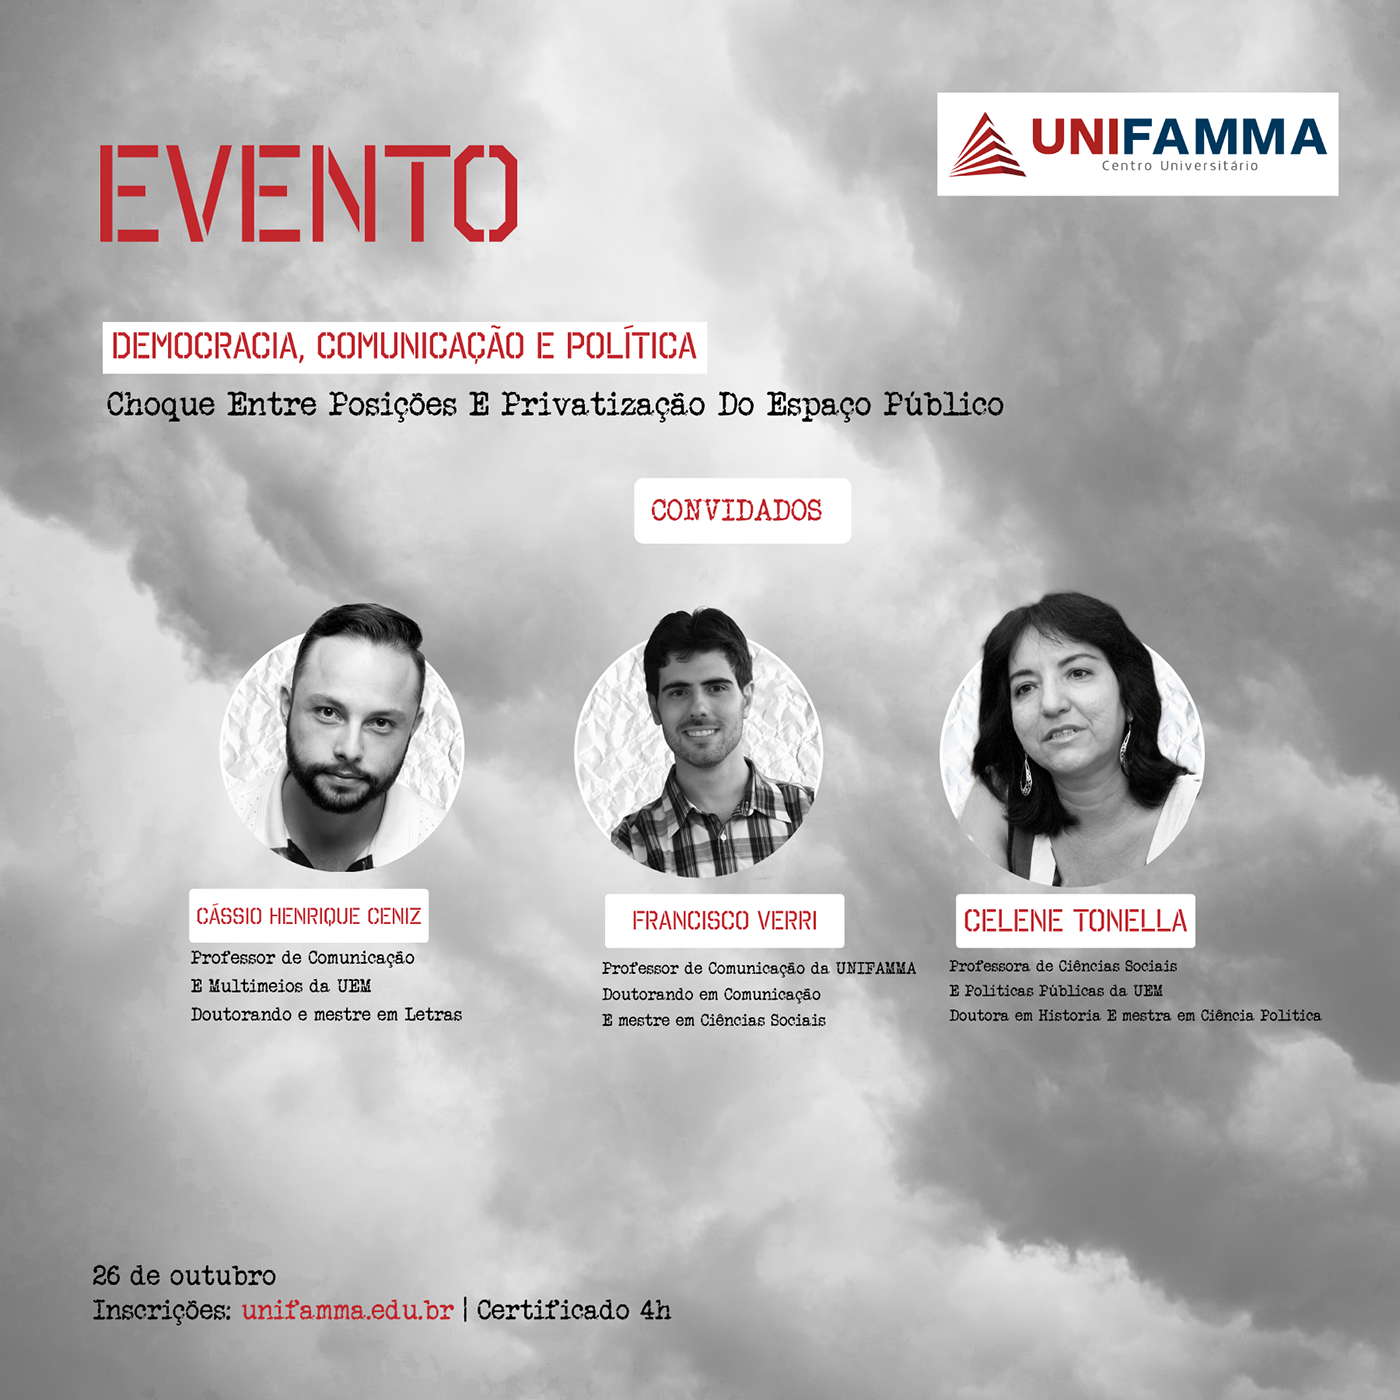 UNIFAMMA
Centro Universitário
EVENTO
DEMOCRACIA, COMUNICAÇÃO E POLÍTICA
Choque Entre Posições E Privatização Do Espaço Público
CONVIDADOS
CÁSSIO HENRIQUE CENIZ
Professor de Comunicação
E Multimeios da UEM
Doutorando e mestre em Letras
FRANCISCO VERRI
Professor de Comunicação da UNIFAMMA
Doutorando em Comunicação
E mestre em Ciências Sociais
CELENE TONELLA
Professora de Ciências Sociais
E Políticas Públicas da UEM
Doutora em Historia E mestra em Ciência Política
26 de outubro
Inscrições: unifamma.edu.br | Certificado 4h